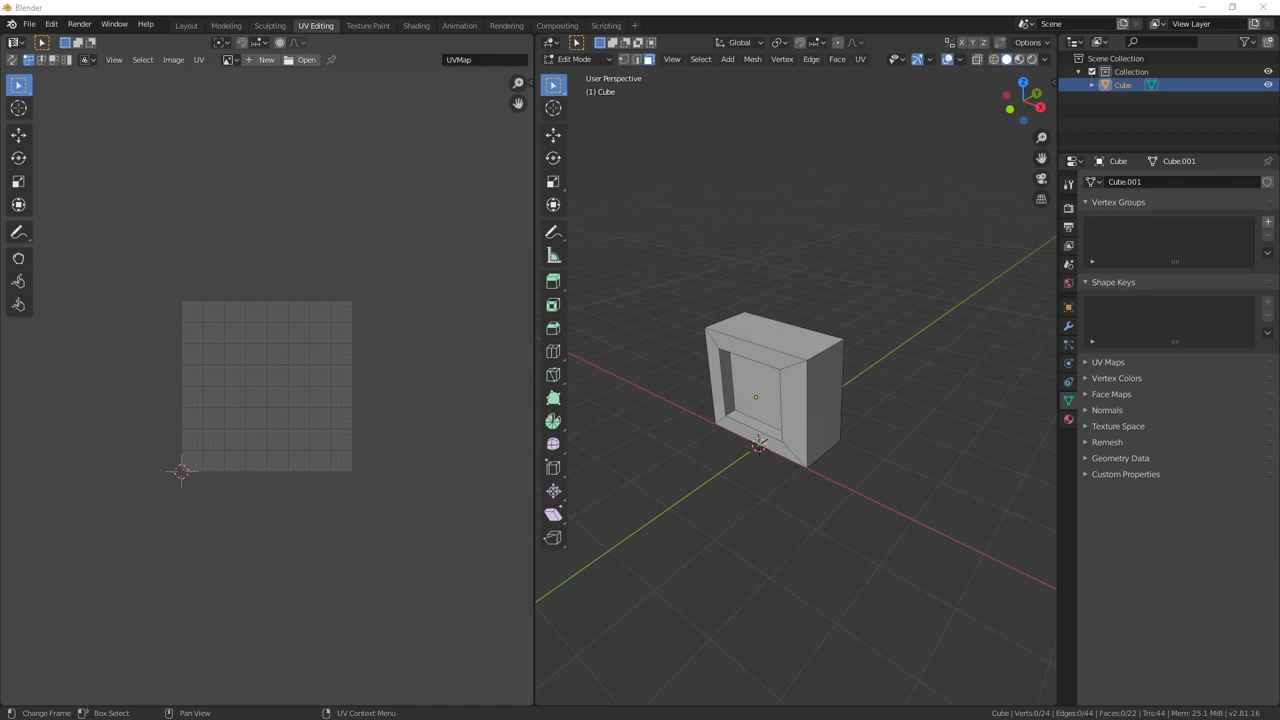 Blender
File Edit Render Window Help
Layout Modeling Sculpting UV Editing Texture Paint Shading Animation Rendering Compositing Scripting +
Scene
View Layer
Global
X Y Z
Options
View Select Image UV
New
Open
UVMap
Edit Mode
View Select Add Mesh Vertex Edge Face UV
User Perspective
(1) Cube
Z
Y
X
Scene Collection
Collection
Cube
Cube
Cube.001
Cube.001
Vertex Groups
Shape Keys
UV Maps
Vertex Colors
Face Maps
Normals
Texture Space
Remesh
Geometry Data
Custom Properties
Change Frame
Box Select
Pan View
UV Context Menu
Cube | Verts:0/24 | Edges:0/44 | Faces:0/22 | Tris:44 | Mem: 25.1 MiB | v2.81.16